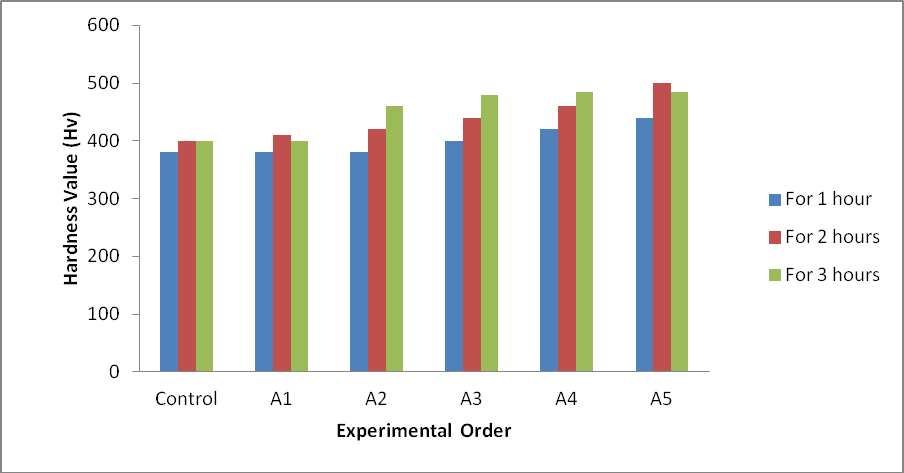 600
500
400
300
200
100
0
Hardness Value (Hv)
Control A1 A2 A3 A4 A5
Experimental Order
For 1 hour
For 2 hours
For 3 hours